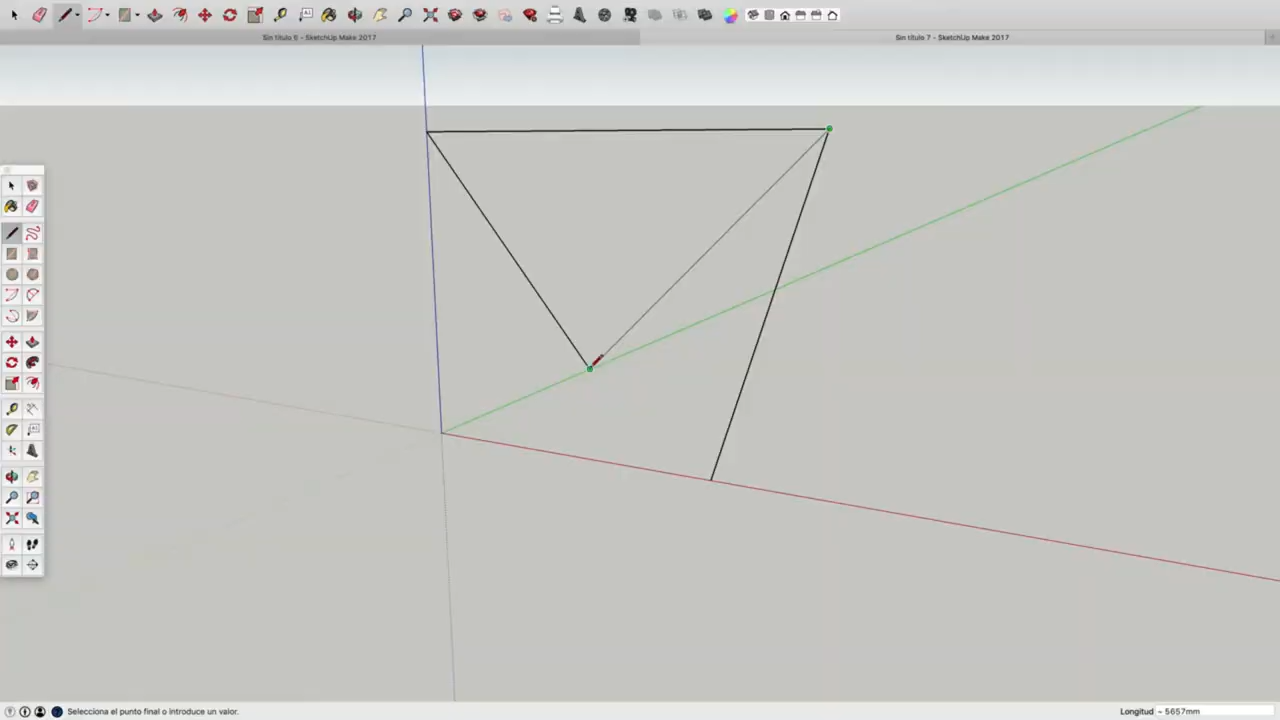 Sin título 6 - SketchUp Make 2017
Sin título 7 - SketchUp Make 2017
Selecciona el punto final o introduce un valor.
Longitud ~ 5657mm